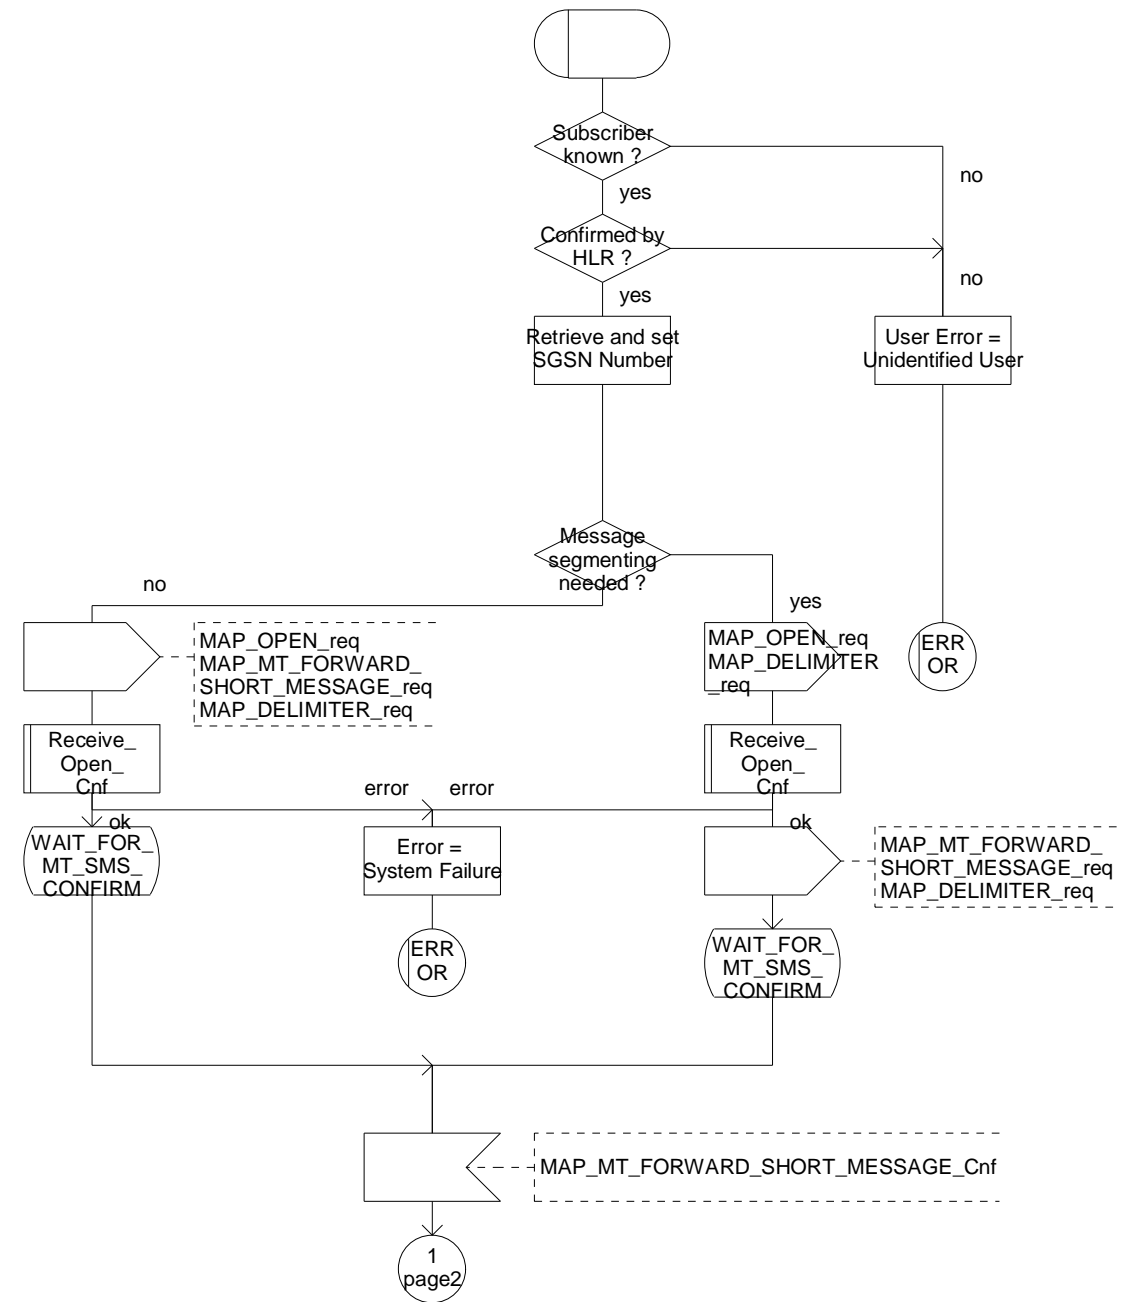 Subscriber
known ?
no
yes
Confirmed by
HLR ?
no
yes
Retrieve and set
SGSN Number
User Error =
Unidentified User
Message
segmenting
needed ?
no
yes
MAP_OPEN_req
MAP_MT_FORWARD_
SHORT_MESSAGE_req
MAP_DELIMITER_req
MAP_OPEN_req
MAP_DELIMITER
_req
ERR
OR
Receive_
Open_
Cnf
Receive_
Open_
Cnf
error
error
ok
ok
WAIT_FOR_
MT_SMS_
CONFIRM
Error =
System Failure
MAP_MT_FORWARD_
SHORT_MESSAGE_req
MAP_DELIMITER_req
ERR
OR
WAIT_FOR_
MT_SMS_
CONFIRM
MAP_MT_FORWARD_SHORT_MESSAGE_Cnf
1
page2